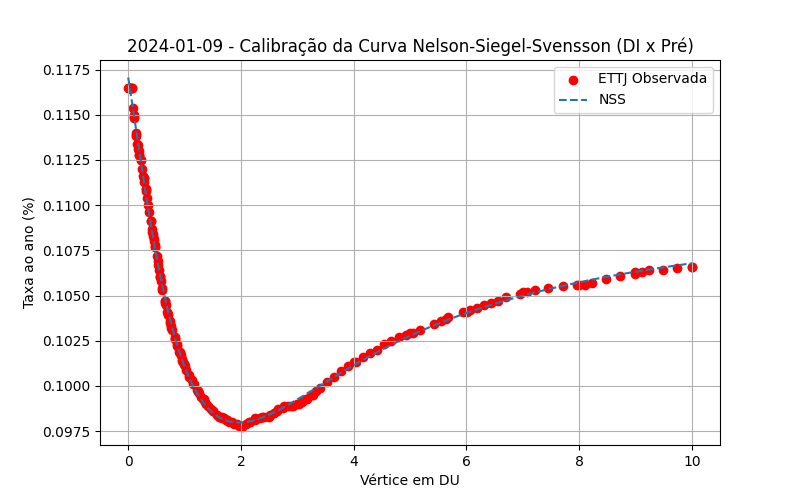 2024-01-09 - Calibração da Curva Nelson-Siegel-Svensson (DI x Pré)
ETTJ Observada
NSS
0.1175
0.1150
0.1125
0.1100
0.1075
0.1050
0.1025
0.1000
0.0975
Taxa ao ano (%)
0 2 4 6 8 10
Vértice em DU